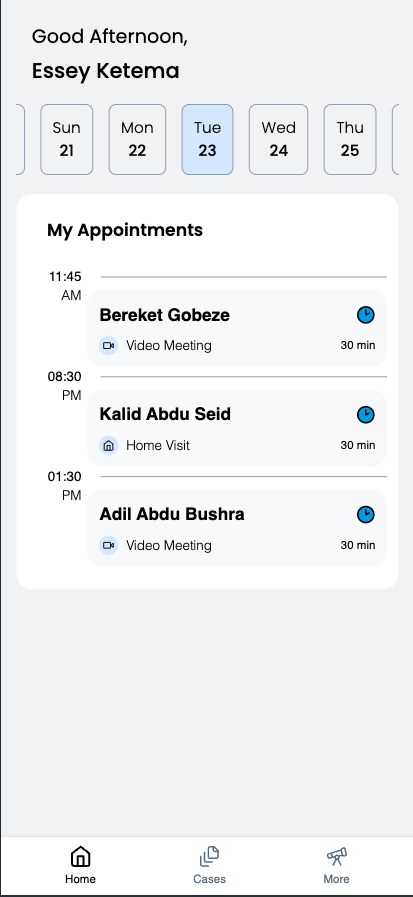 Good Afternoon,
Essey Ketema
Sun Mon Tue Wed Thu
21 22 23 24 25
My Appointments
11:45
AM
Bereket Gobeze
Video Meeting 30 min
08:30
PM
Kalid Abdu Seid
Home Visit 30 min
01:30
PM
Adil Abdu Bushra
Video Meeting 30 min
Home Cases More